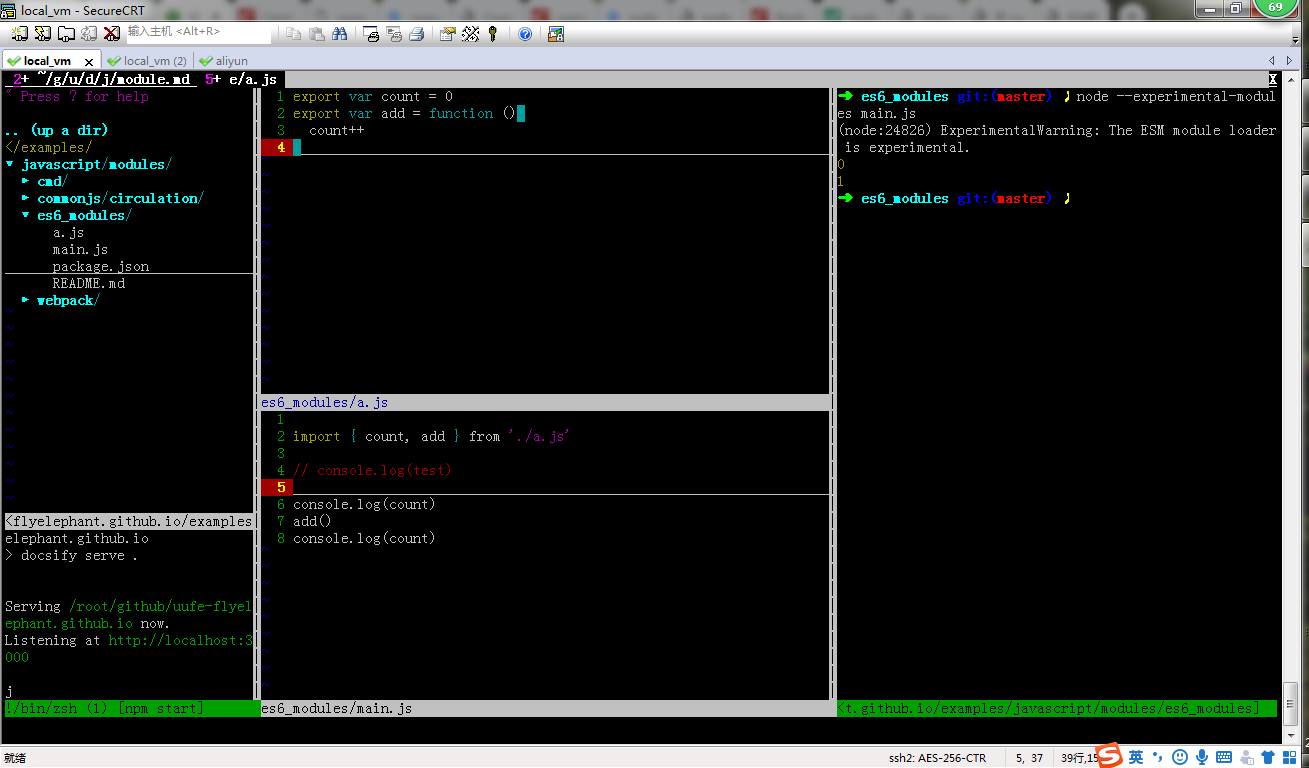 local_vm - SecureCRT
69
输入主机 <Alt+R>
local_vm x
local_vm (2)
aliyun
2+ ~/g/u/d/j/module.md 5+ e/a.js X
" Press ? for help
.. (up a dir)
</examples/
▼ javascript/modules/
▸ cmd/
▸ commonjs/circulation/
▼ es6_modules/
a.js
main.js
package.json
README.md
▸ webpack/
<flyelephant.github.io/examples
elephant.github.io
> docsify serve .
Serving /root/github/uufe-flyel
ephant.github.io now.
Listening at http://localhost:3
000
j
!/bin/zsh (1) [npm start]
1 export var count = 0
2 export var add = function () {
3 count++
4 }
es6_modules/a.js
1
2 import { count, add } from './a.js'
3
4 // console.log(test)
5
6 console.log(count)
7 add()
8 console.log(count)
es6_modules/main.js
➜ es6_modules git:(master) node --experimental-modul
es main.js
(node:24826) ExperimentalWarning: The ESM module loader
is experimental.
0
1
➜ es6_modules git:(master)
<t.github.io/examples/javascript/modules/es6_modules]
就绪
ssh2: AES-256-CTR
5, 37
39行,15
英